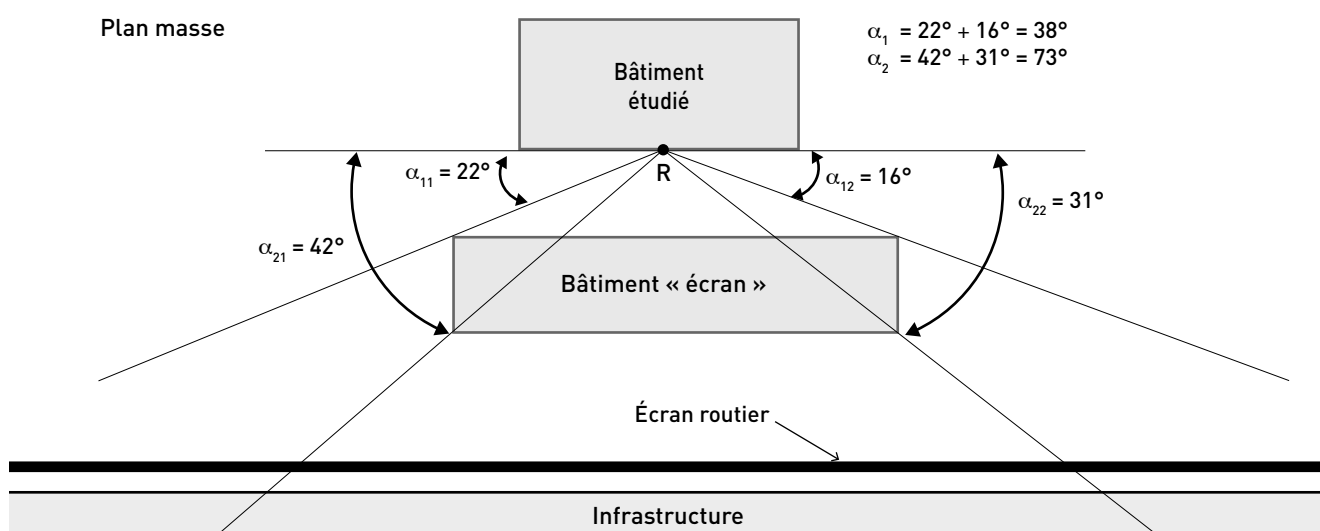 Plan masse
α₁ = 22° + 16° = 38°
α₂ = 42° + 31° = 73°
Bâtiment
étudié
α₁₁ = 22°
R
α₁₂ = 16°
α₂₂ = 31°
α₂₁ = 42°
Bâtiment « écran »
Écran routier
Infrastructure